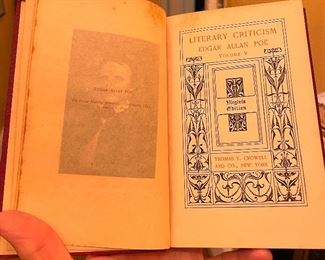 EDGAR ALLAN POE
LITERARY CRITICISM
EDGAR ALLAN POE
VOLUME V
Virginia
Edition
THOMAS Y. CROWELL
AND CO., NEW YORK